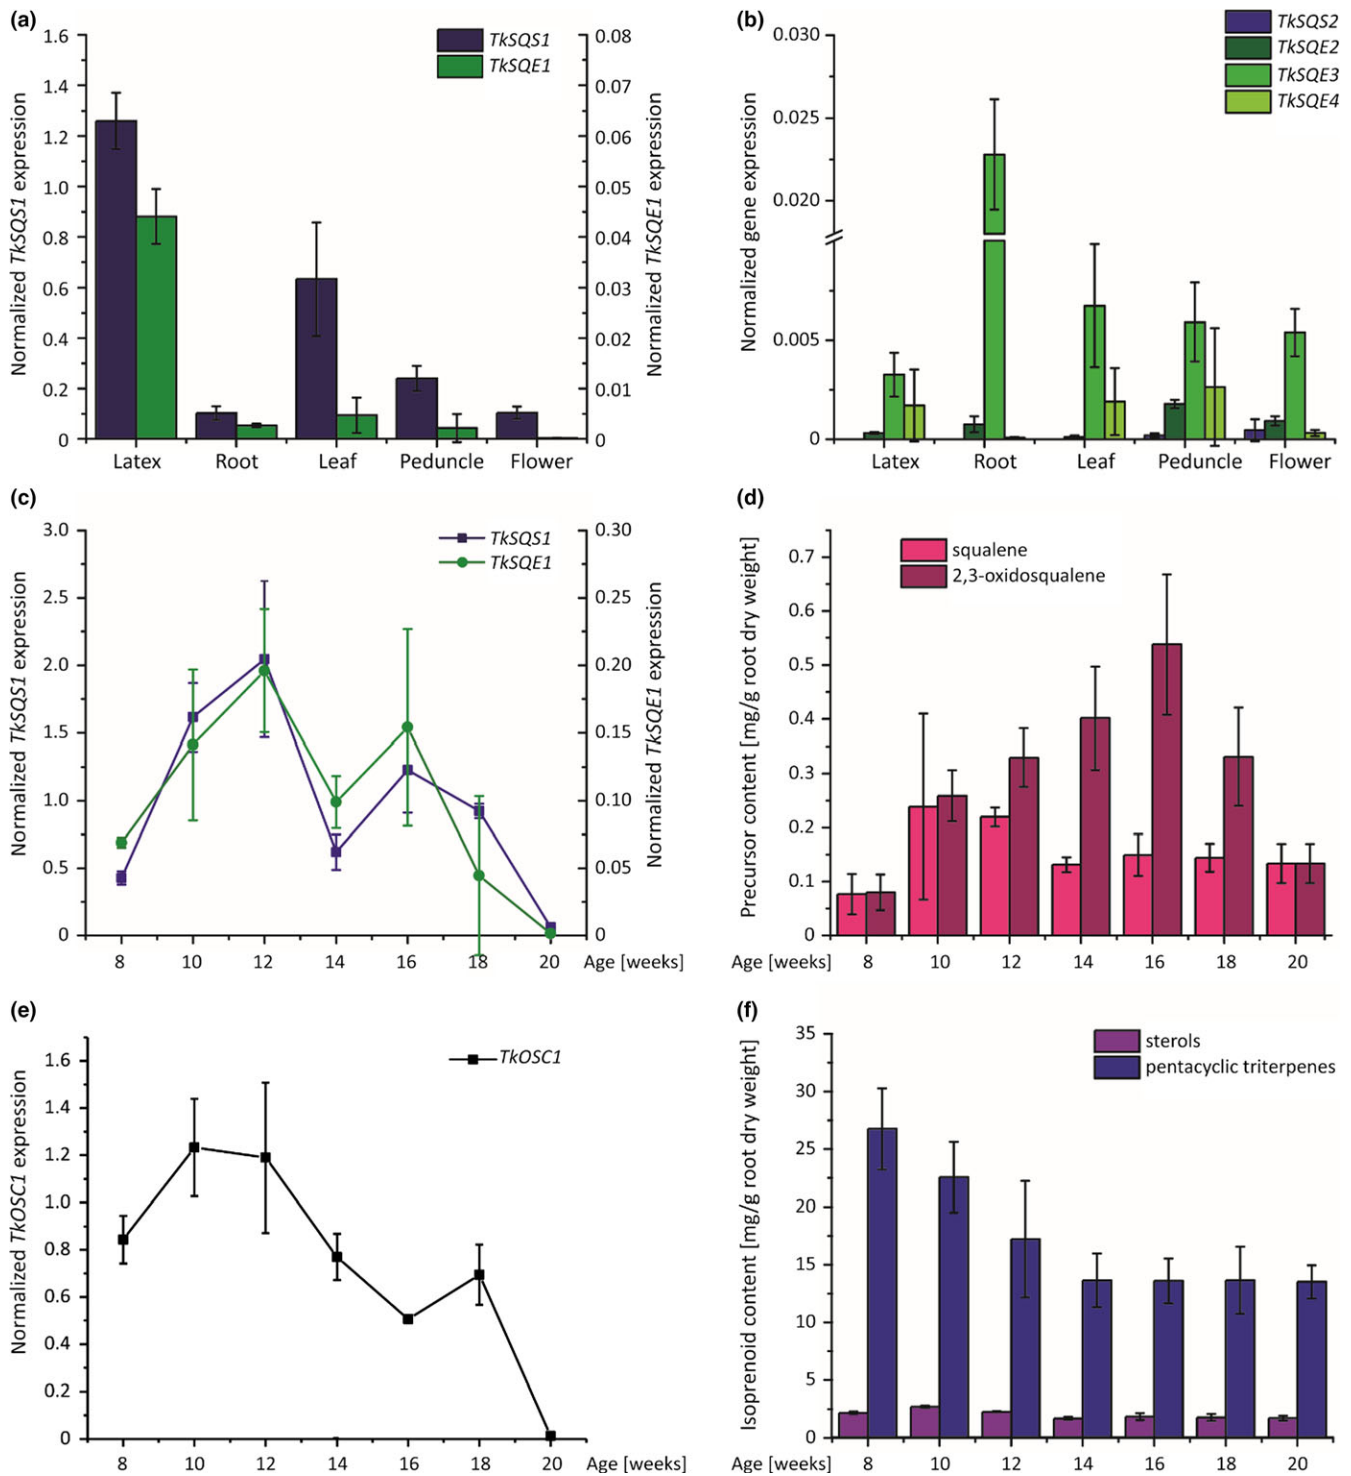 (a)
1.6
1.4
1.2
1.0
0.8
0.6
0.4
0.2
0
Normalized TkSQS1 expression
TkSQS1
TkSQE1
0.08
0.07
0.06
0.05
0.04
0.03
0.02
0.01
0
Normalized TkSQE1 expression
Latex Root Leaf Peduncle Flower
(b)
0.030
0.025
0.020
0.005
0
Normalized gene expression
TkSQS2
TkSQE2
TkSQE3
TkSQE4
Latex Root Leaf Peduncle Flower
(c)
3.0
2.5
2.0
1.5
1.0
0.5
0
Normalized TkSQS1 expression
TkSQS1
TkSQE1
0.30
0.25
0.20
0.15
0.10
0.05
0
Normalized TkSQE1 expression
8 10 12 14 16 18 20 Age [weeks]
(d)
0.7
0.6
0.5
0.4
0.3
0.2
0.1
0
Precursor content [mg/g root dry weight]
squalene
2,3-oxidosqualene
Age [weeks] 8 10 12 14 16 18 20
(e)
1.6
1.4
1.2
1.0
0.8
0.6
0.4
0.2
0
Normalized TkOSC1 expression
TkOSC1
8 10 12 14 16 18 20 Age [weeks]
(f)
35
30
25
20
15
10
5
0
Isoprenoid content [mg/g root dry weight]
sterols
pentacyclic triterpenes
8 10 12 14 16 18 20